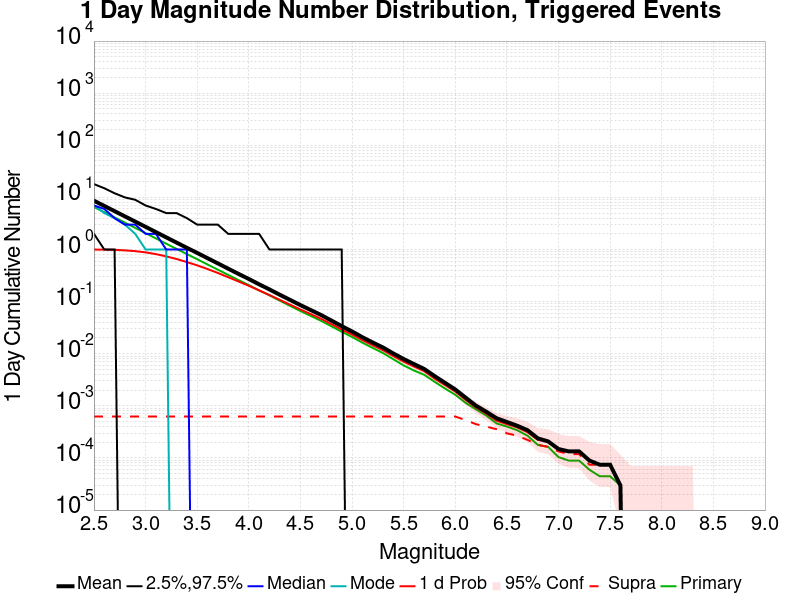 1 Day Magnitude Number Distribution, Triggered Events
10 4
10 3
10 2
10 1
10 0
10 -1
10 -2
10 -3
10 -4
10 -5
1 Day Cumulative Number
2.5 3.0 3.5 4.0 4.5 5.0 5.5 6.0 6.5 7.0 7.5 8.0 8.5 9.0
Magnitude
Mean 2.5%,97.5% Median Mode 1 d Prob 95% Conf Supra Primary